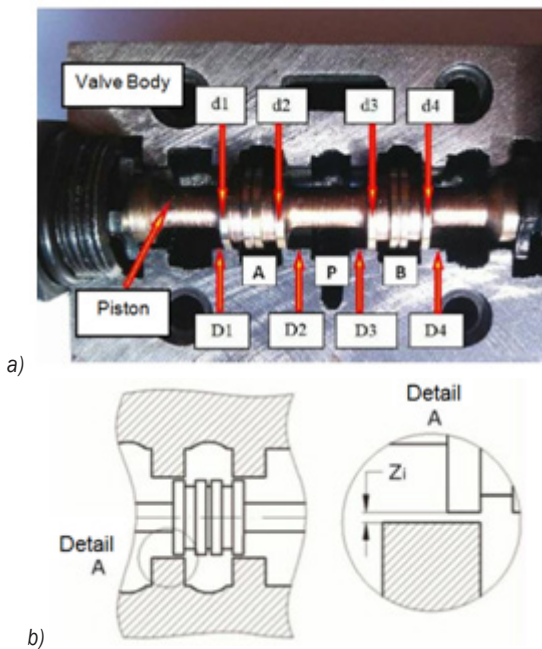 Valve Body
d1
d2
d3
d4
A
P
B
Piston
D1
D2
D3
D4
a)
Detail
A
Zi
Detail
A
b)